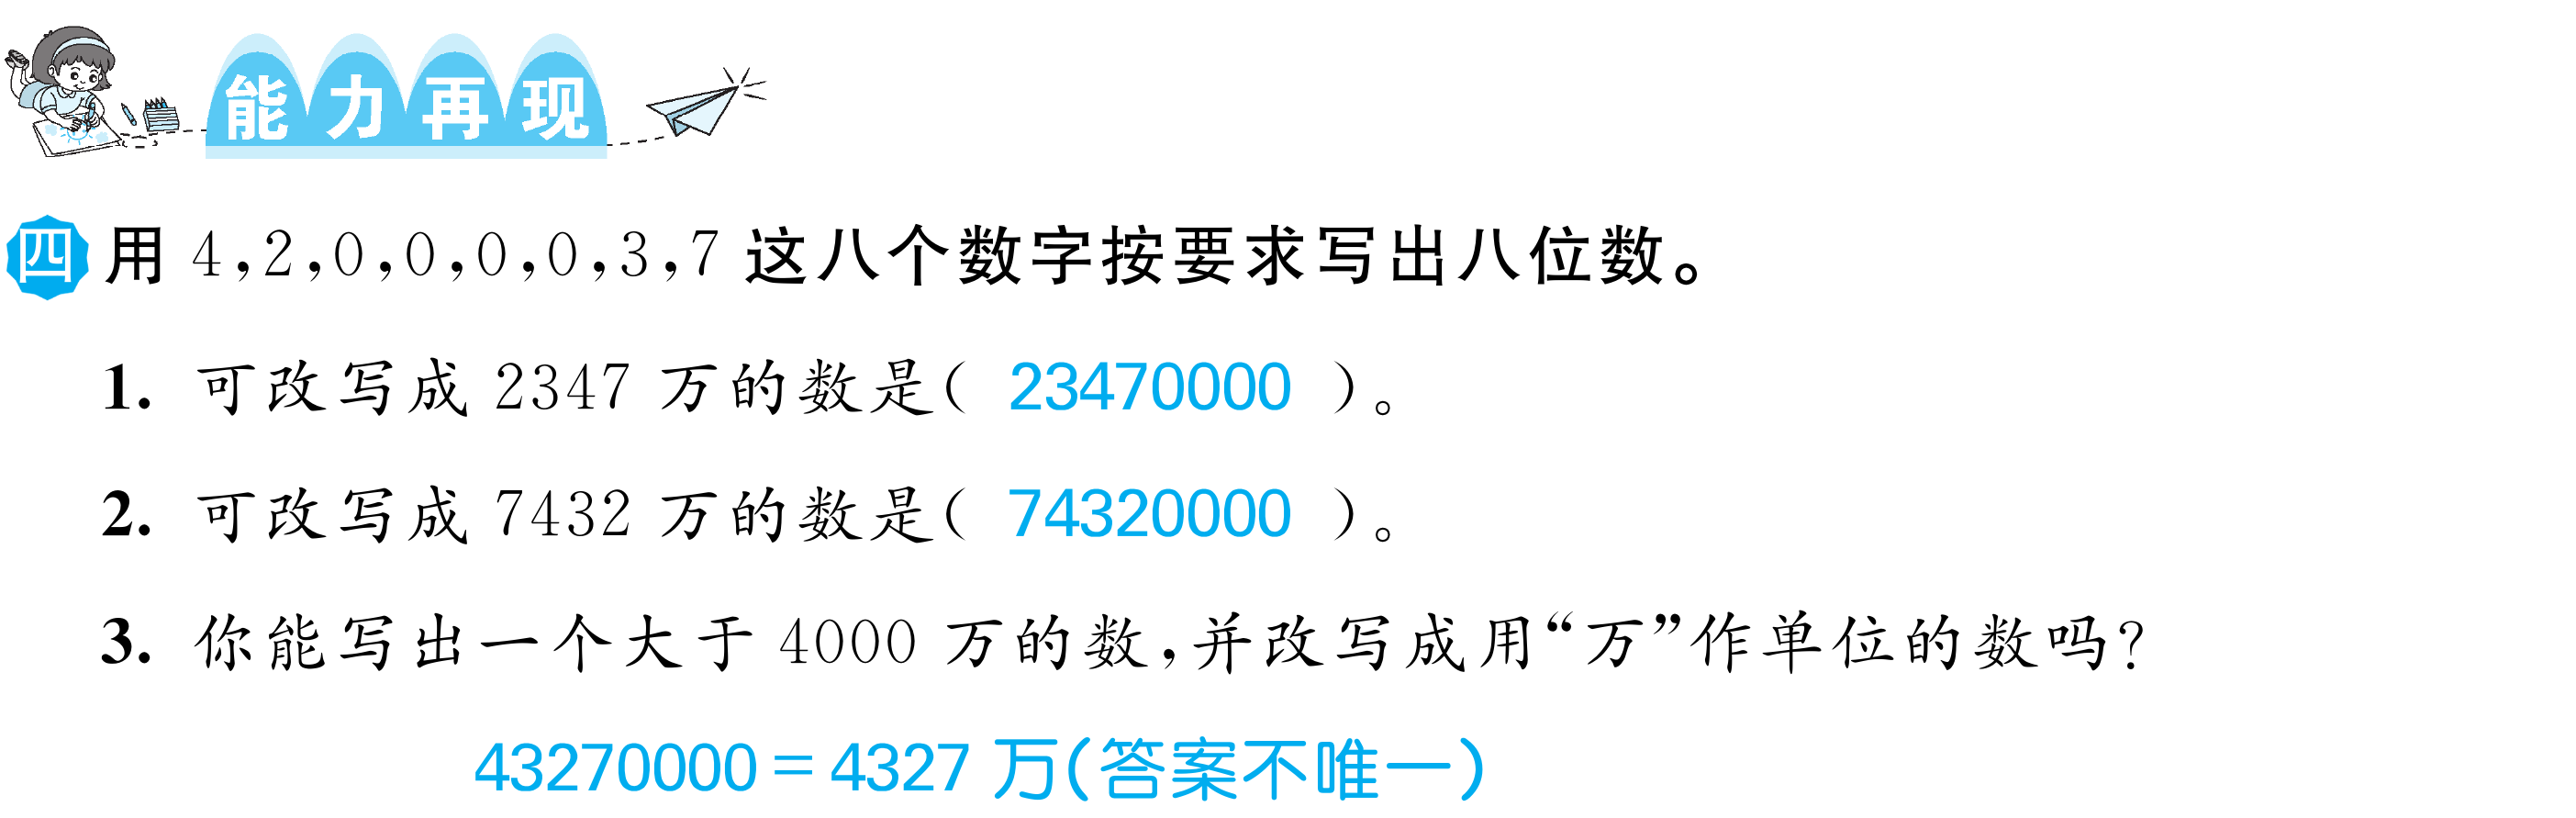 能力再现
四 用 4,2,0,0,0,0,3,7 这八个数字按要求写出八位数。
1. 可改写成 2347 万的数是( 23470000 )。
2. 可改写成 7432 万的数是( 74320000 )。
3. 你能写出一个大于 4000 万的数,并改写成用“万”作单位的数吗?
43270000 = 4327 万(答案不唯一)